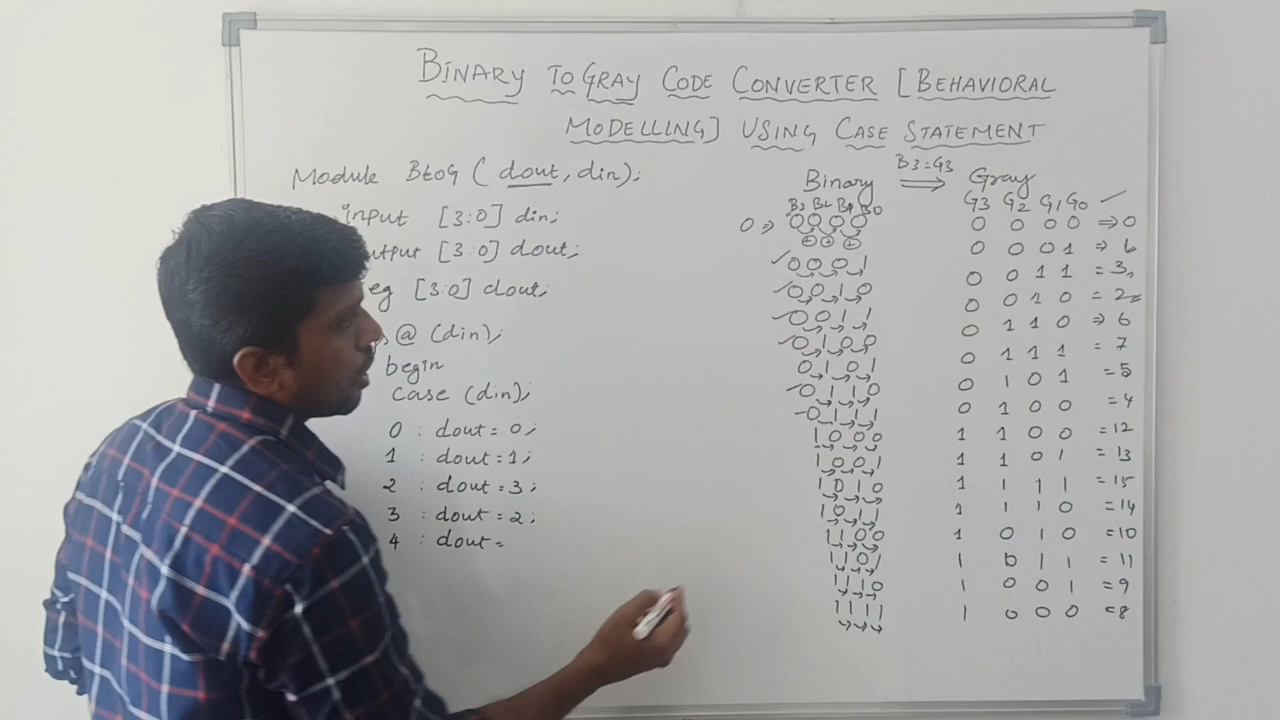 BINARY TO GRAY CODE CONVERTER [BEHAVIORAL
MODELLING] USING CASE STATEMENT
Module BtoG (dout, din);
input [3:0] din;
utput [3:0] dout;
eg [3:0] dout;
s @ (din);
begin
Case (din);
0 : dout = 0;
1 : dout = 1;
2 : dout = 3;
3 : dout = 2;
4 : dout =
B3=G3
Binary ⇒ Gray
B3 B2 B1 B0 G3 G2 G1 G0 ✓
0 ⇒ 0 0 0 0 0 0 0 0 ⇒ 0
+ + +
0 0 0 1 0 0 0 1 ⇒ 1
0 0 1 0 0 0 1 1 = 3
0 0 1 1 0 0 1 0 = 2
0 1 0 0 0 1 1 0 ⇒ 6
0 1 0 1 0 1 1 1 = 7
0 1 1 0 0 1 0 1 = 5
0 1 1 1 0 1 0 0 = 4
1 0 0 0 1 1 0 0 = 12
1 0 0 1 1 1 0 1 = 13
1 0 1 0 1 1 1 1 = 15
1 0 1 1 1 1 1 0 = 14
1 1 0 0 1 0 1 0 = 10
1 1 0 1 1 0 1 1 = 11
1 1 1 0 1 0 0 1 = 9
1 1 1 1 1 0 0 0 = 8